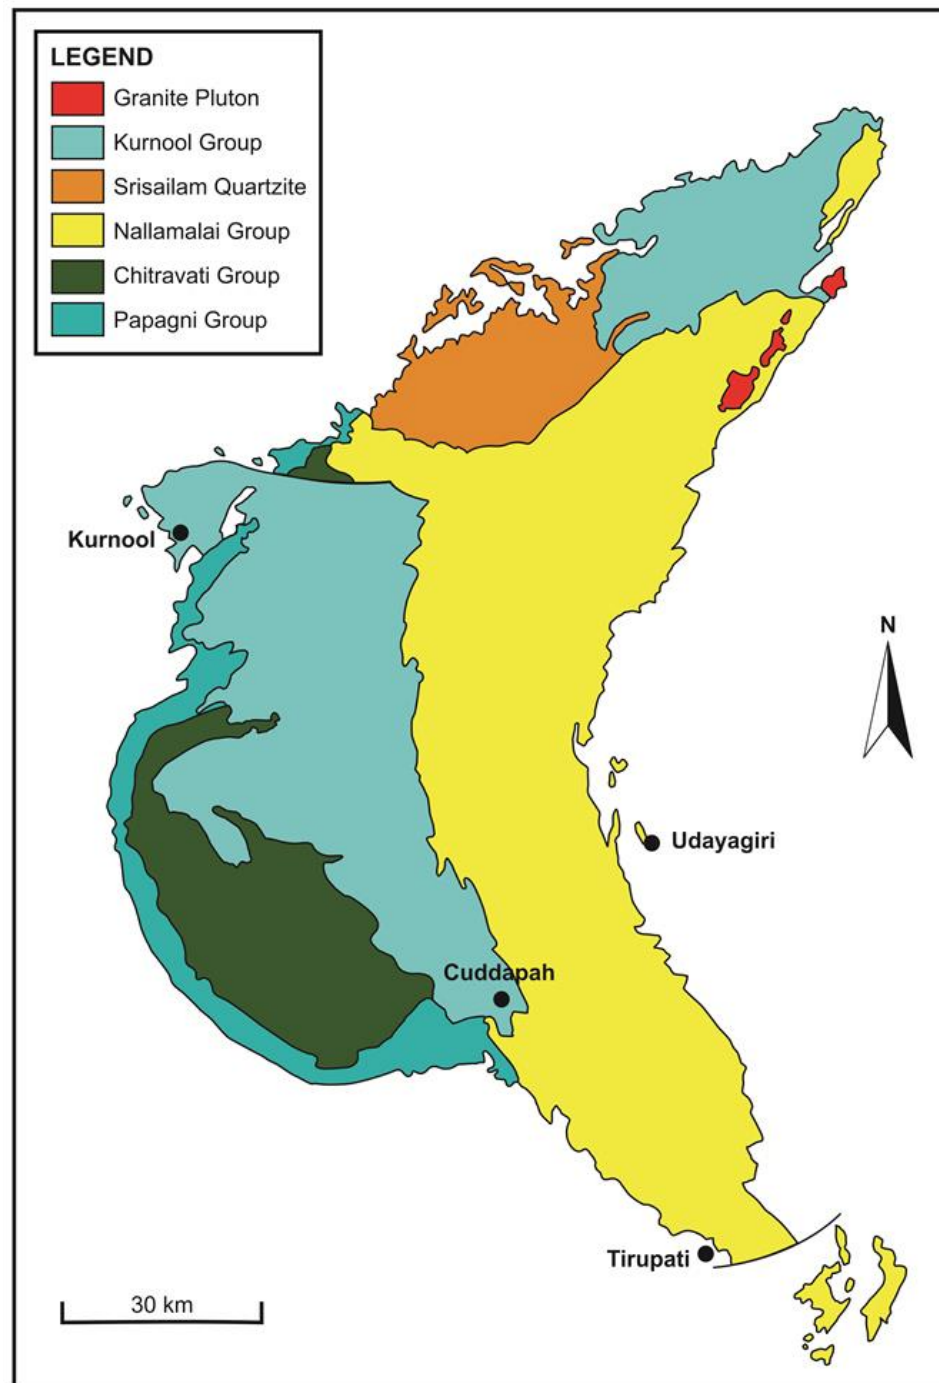 LEGEND
Granite Pluton
Kurnool Group
Srisailam Quartzite
Nallamalai Group
Chitravati Group
Papagni Group
Kurnool
N
Udayagiri
Cuddapah
Tirupati
30 km